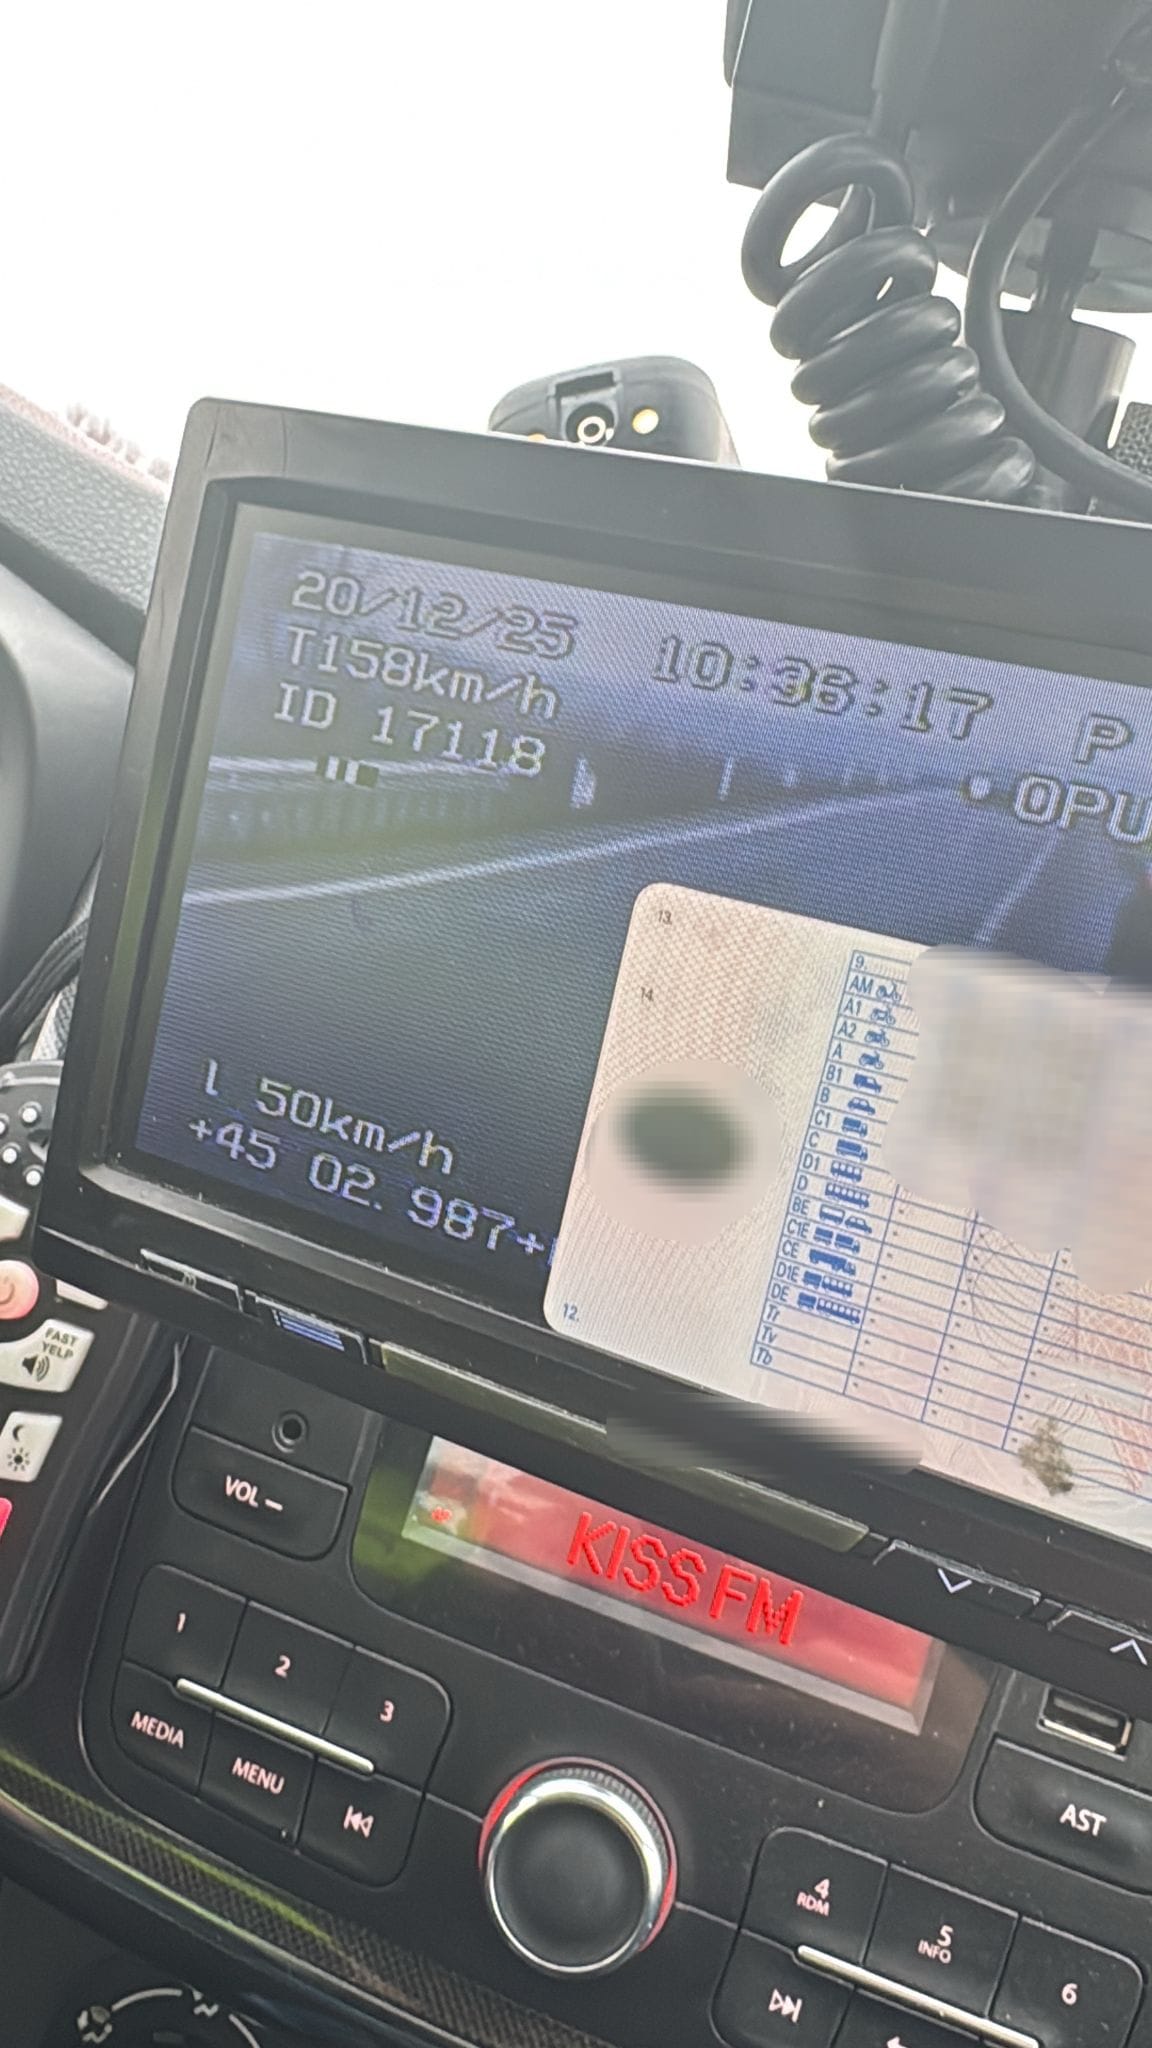 20/12/25 10:36:17 P
T158km/h
ID 17118
OPU
l 50km/h
+45 02. 987+
13.
14.
12.
9.
AM
A1
A2
A
B1
B
C1
C
D1
D
BE
C1E
CE
D1E
DE
Tr
Tv
Tb
FAST
YELP
VOL –
KISS FM
1
2
3
MEDIA
MENU
AST
4
RDM
5
INFO
6